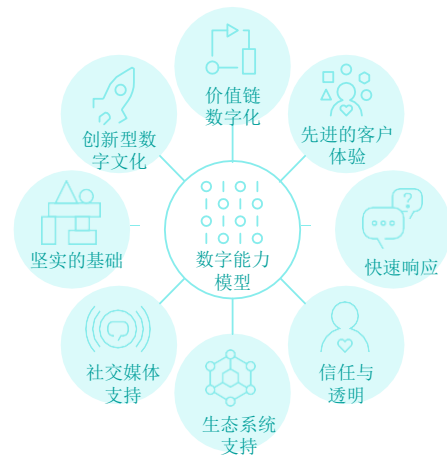 价值链
数字化
创新型数
字文化
先进的客户
体验
坚实的基础
数字能力
模型
?
快速响应
社交媒体
支持
信任与
透明
生态系统
支持